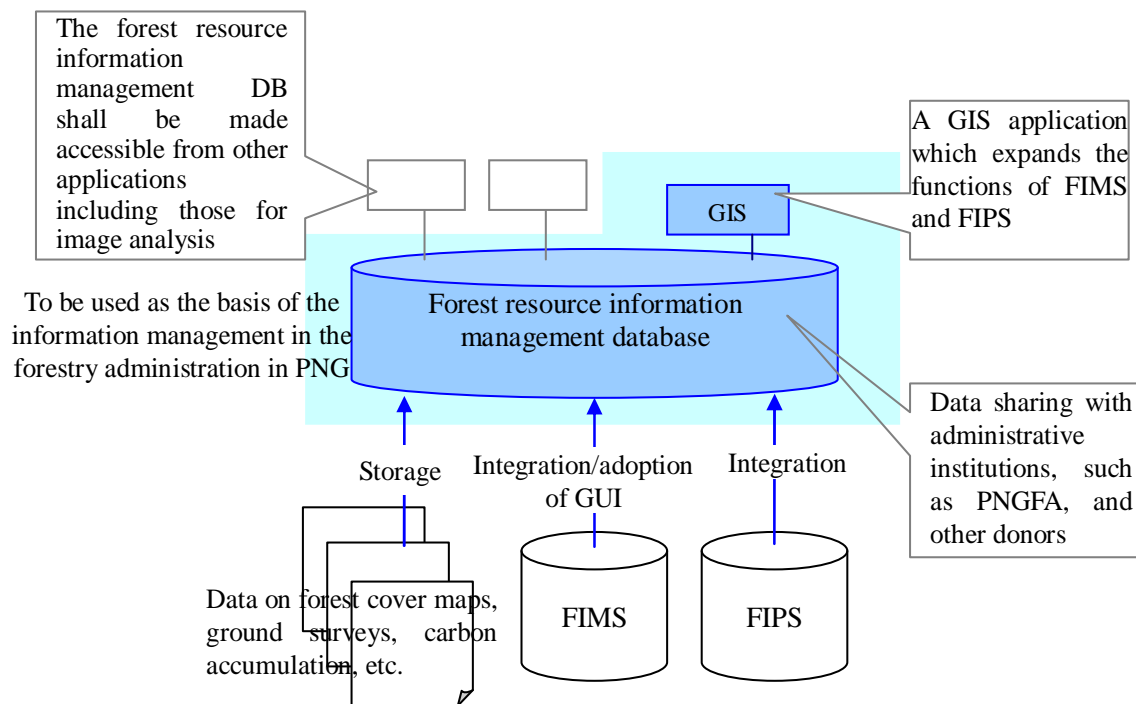 The forest resource
information
management DB
shall be made
accessible from other
applications
including those for
image analysis
A GIS application
which expands the
functions of FIMS
and FIPS
GIS
To be used as the basis of the
information management in the
forestry administration in PNG
Forest resource information
management database
Data sharing with
administrative
institutions, such
as PNGFA, and
other donors
Storage
Integration/adoption
of GUI
Integration
Data on forest cover maps,
ground surveys, carbon
accumulation, etc.
FIMS
FIPS